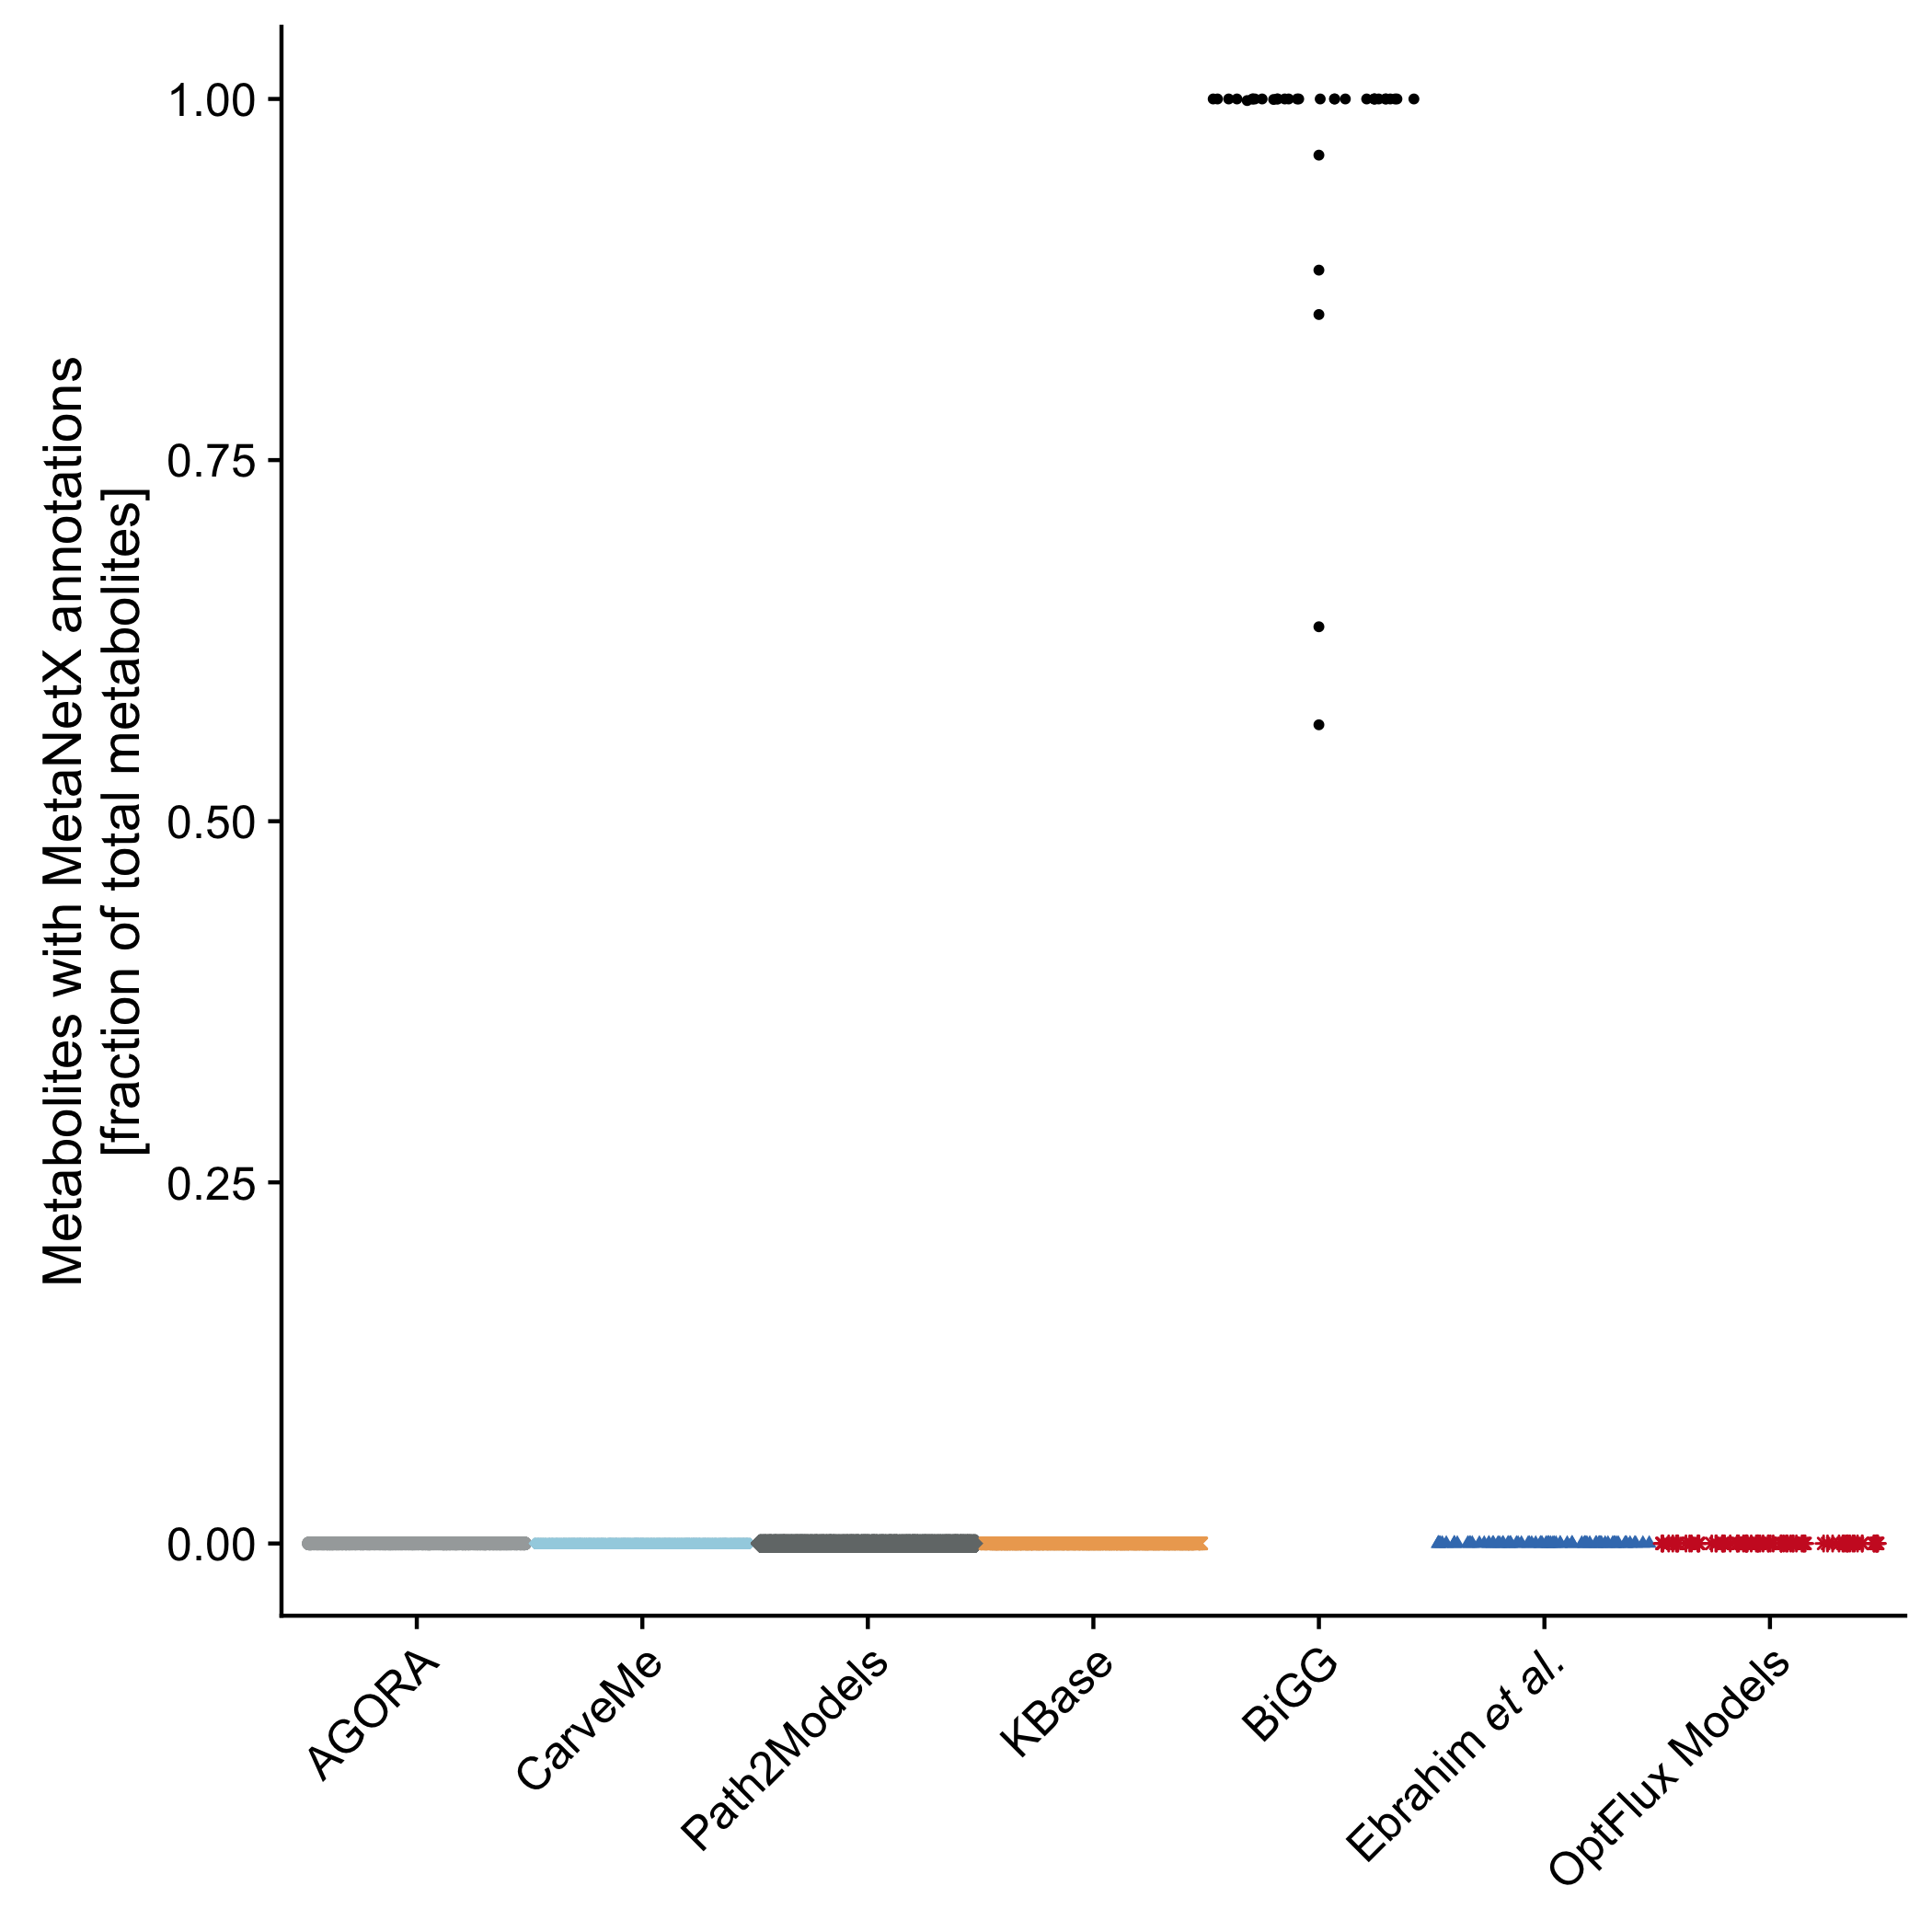 Metabolites with MetaNetX annotations
[fraction of total metabolites]
1.00
0.75
0.50
0.25
0.00
AGORA
CarveMe
Path2Models
KBase
BiGG
Ebrahim et al.
OptFlux Models